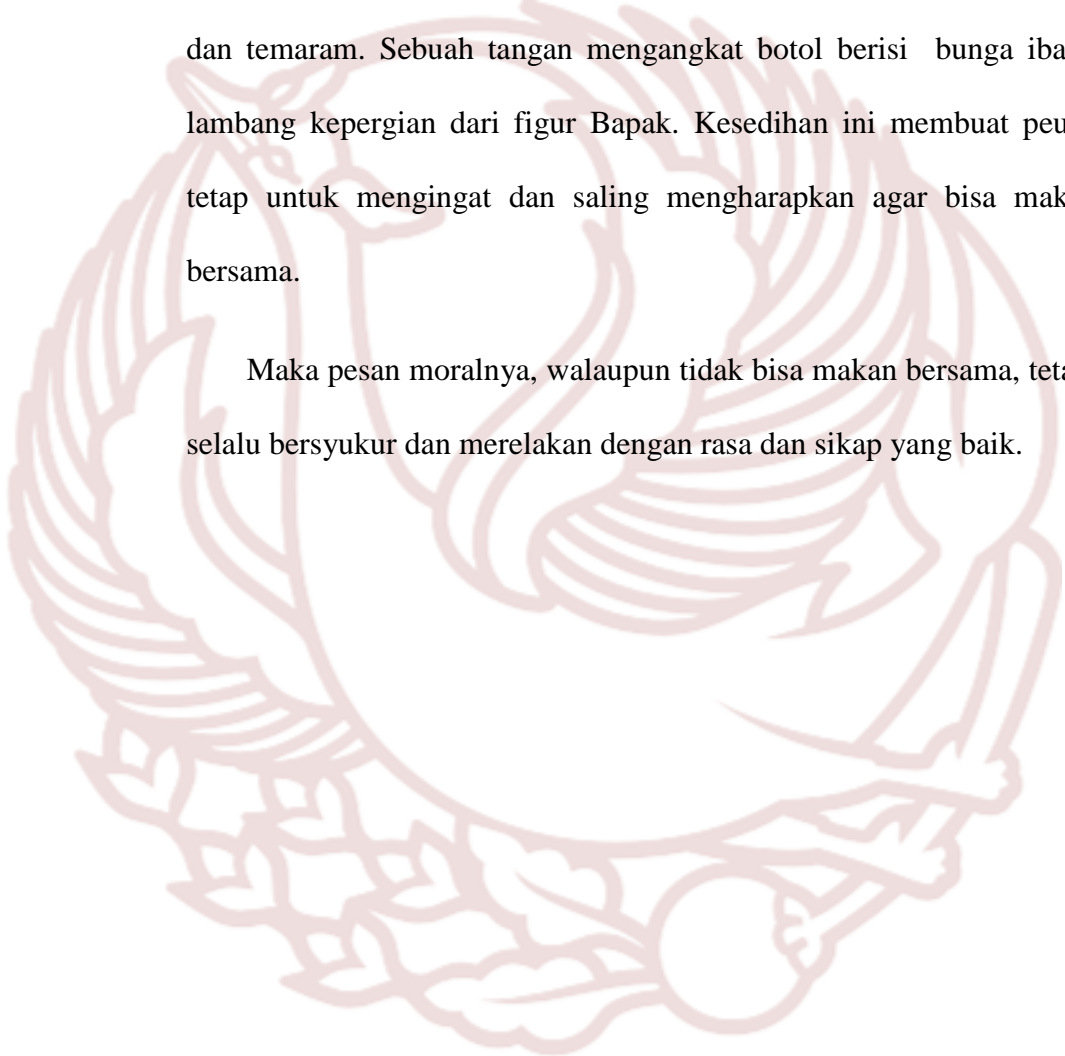 dan temaram. Sebuah tangan mengangkat botol berisi bunga
lambang kepergian dari figur Bapak. Kesedihan ini membuat
tetap untuk mengingat dan saling mengharapkan agar bisa
bersama.
Maka pesan moralnya, walaupun tidak bisa makan bersama,
selalu bersyukur dan merelakan dengan rasa dan sikap yang baik.